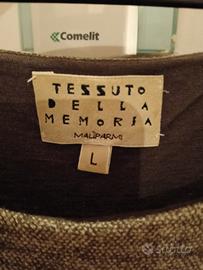 Comelit
TESSUTO
DELLA
MEMORIA
MALIPARMI
L
subito